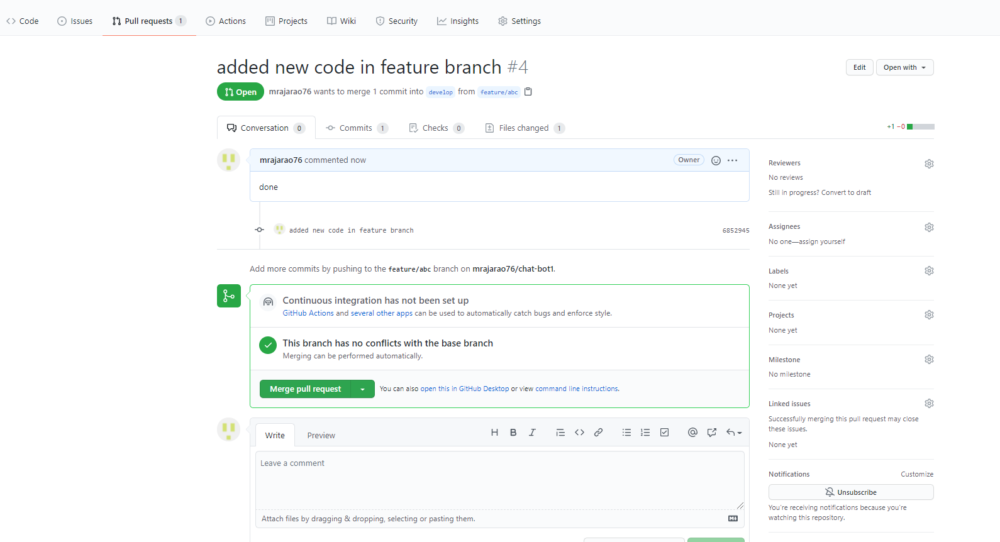 Code Issues Pull requests 1 Actions Projects Wiki Security Insights Settings
added new code in feature branch #4
Edit Open with
Open mrajarao76 wants to merge 1 commit into develop from feature/abc
Conversation 0 Commits 1 Checks 0 Files changed 1
+1 −0
mrajarao76 commented now Owner
done
added new code in feature branch 6852945
Add more commits by pushing to the feature/abc branch on mrajarao76/chat-bot1.
Continuous integration has not been set up
GitHub Actions and several other apps can be used to automatically catch bugs and enforce style.
This branch has no conflicts with the base branch
Merging can be performed automatically.
Merge pull request You can also open this in GitHub Desktop or view command line instructions.
Write Preview
Leave a comment
Attach files by dragging & dropping, selecting or pasting them.
Reviewers
No reviews
Still in progress? Convert to draft
Assignees
No one—assign yourself
Labels
None yet
Projects
None yet
Milestone
No milestone
Linked issues
Successfully merging this pull request may close
these issues.
None yet
Notifications Customize
Unsubscribe
You're receiving notifications because you're
watching this repository.